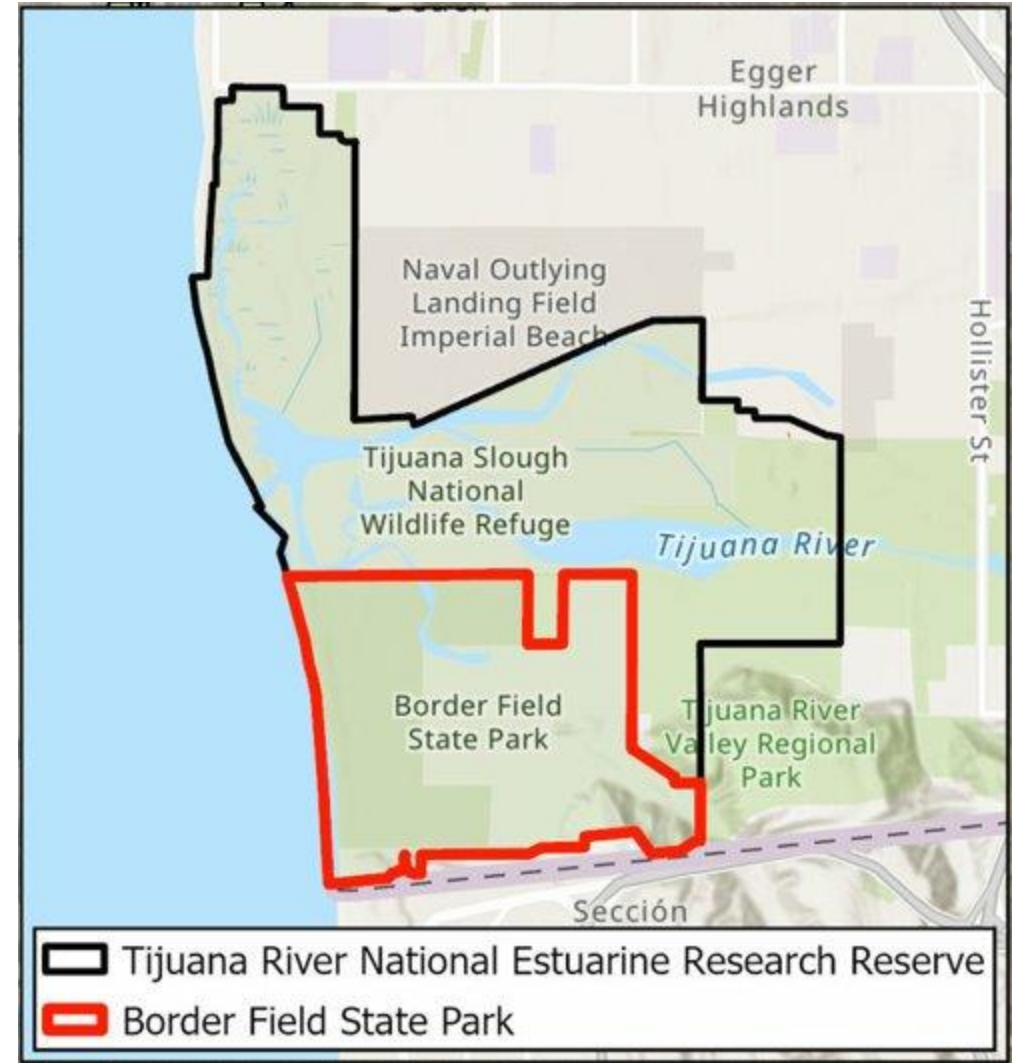 Egger
Highlands
Naval Outlying
Landing Field
Imperial Beach
Hollister St
Tijuana Slough
National
Wildlife Refuge
Tijuana River
Border Field
State Park
Tijuana River
Valley Regional
Park
Sección
Tijuana River National Estuarine Research Reserve
Border Field State Park